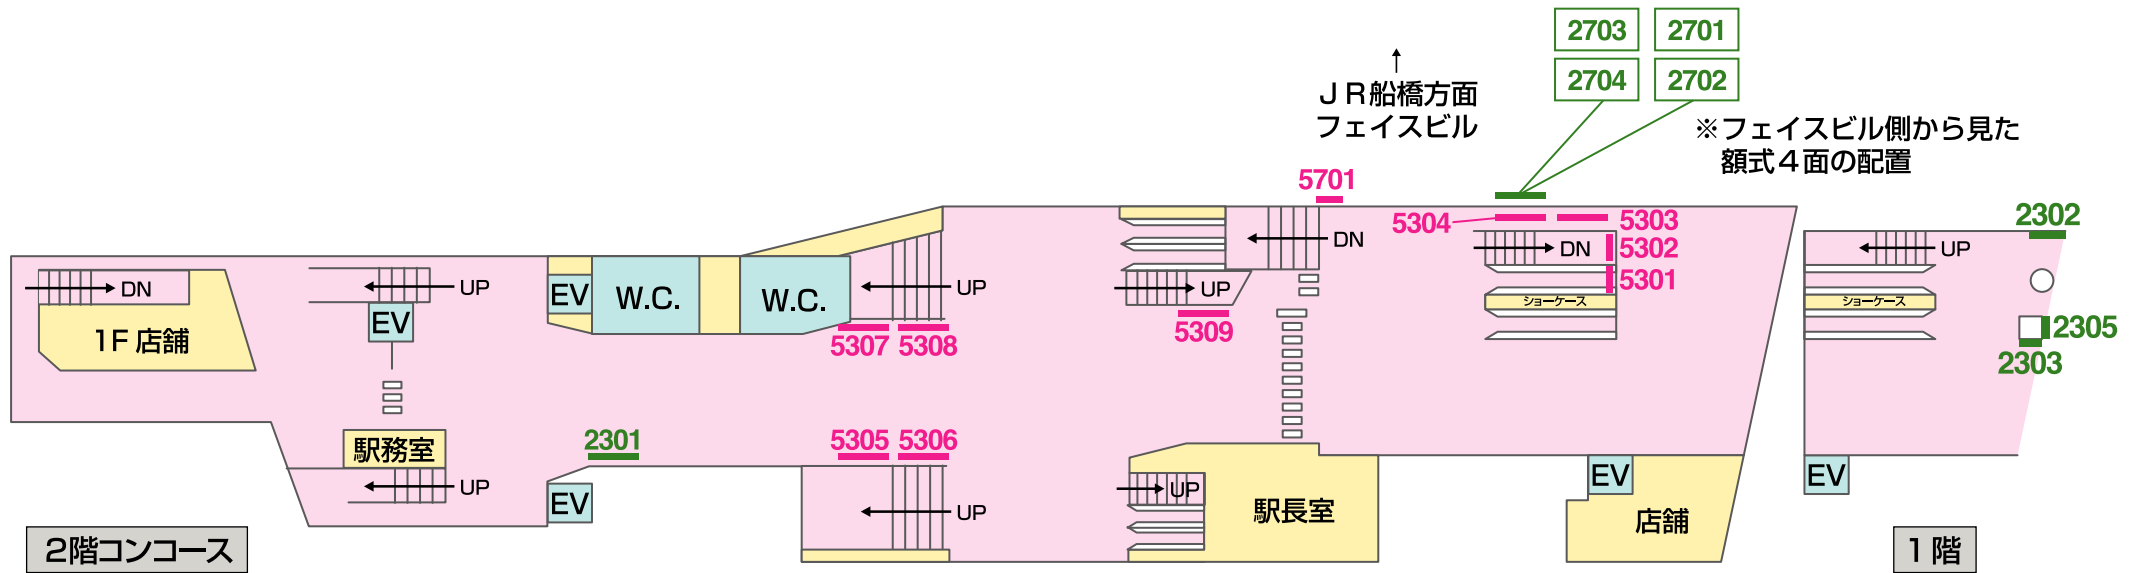 2703
2701
2704
2702
↑
ＪＲ船橋方面
フェイスビル
※フェイスビル側から見た
額式４面の配置
5701
5304
5303
5302
5301
2302
2305
2303
DN
DN
UP
DN
UP
EV
W.C.
W.C.
UP
UP
ショーケース
ショーケース
EV
1F 店舗
5307
5308
5309
駅務室
2301
5305
5306
UP
EV
UP
UP
駅長室
EV
店舗
EV
2階コンコース
1階